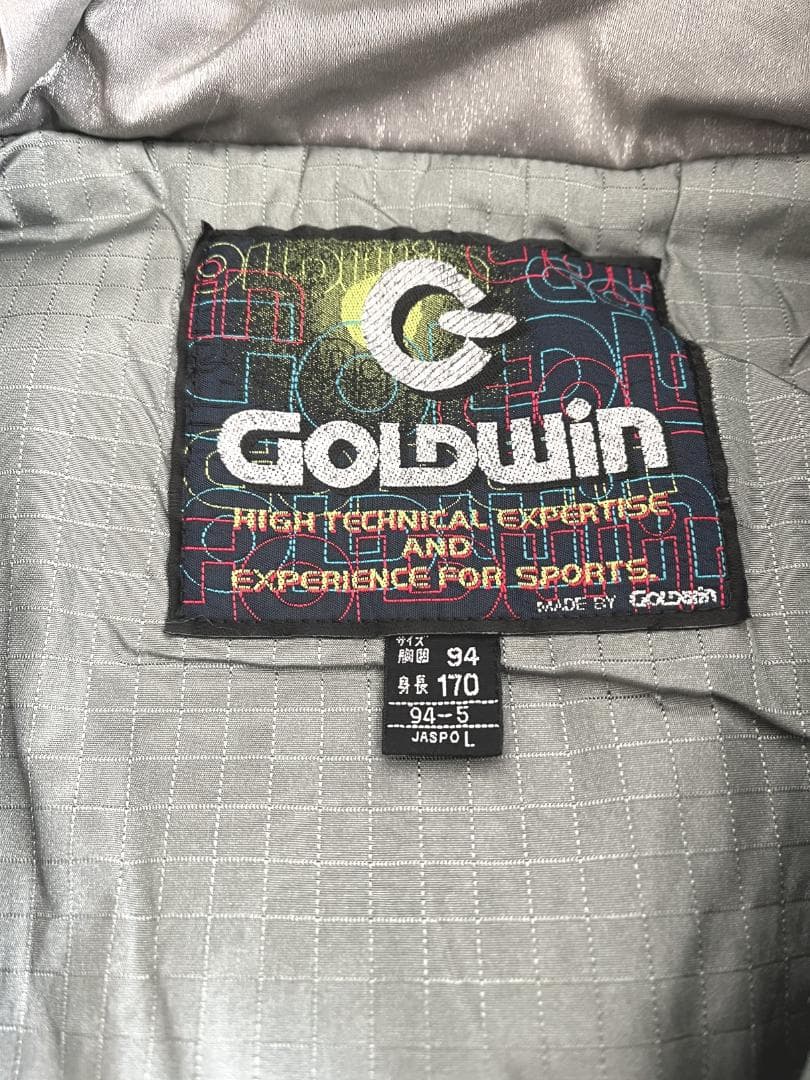 GOLDWin
HIGH TECHNICAL EXPERTISE
AND
EXPERIENCE FOR SPORTS.
MADE BY GOLDWin
サイズ
胸囲 94
身長 170
94-5
JASPO L